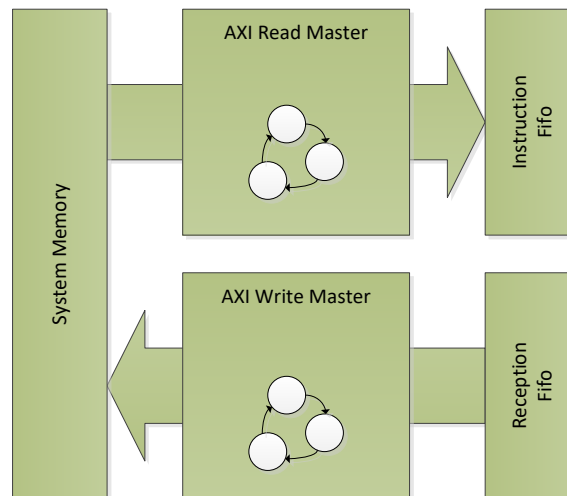 AXI Read Master
System Memory
Instruction
Fifo
AXI Write Master
Reception
Fifo